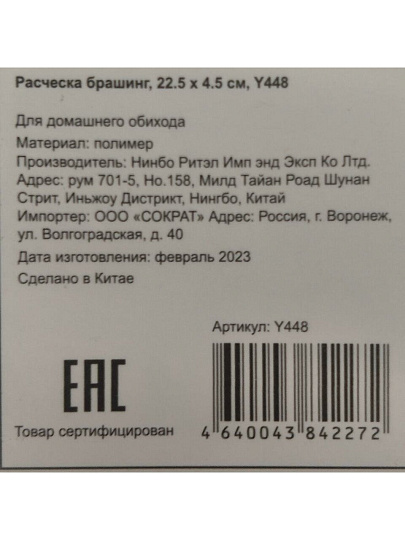 Расческа брашинг, 22.5 х 4.5 см, Y448
Для домашнего обихода
Материал: полимер
Производитель: Нинбо Ритэл Имп энд Эксп Ко Лтд.
Адрес: рум 701-5, Но.158, Милд Тайан Роад Шунан
Стрит, Иньжоу Дистрикт, Нингбо, Китай
Импортер: ООО «СОКРАТ» Адрес: Россия, г. Воронеж,
ул. Волгоградская, д. 40
Дата изготовления: февраль 2023
Сделано в Китае
Артикул: Y448
EAC
Товар сертифицирован
4 640043 842272